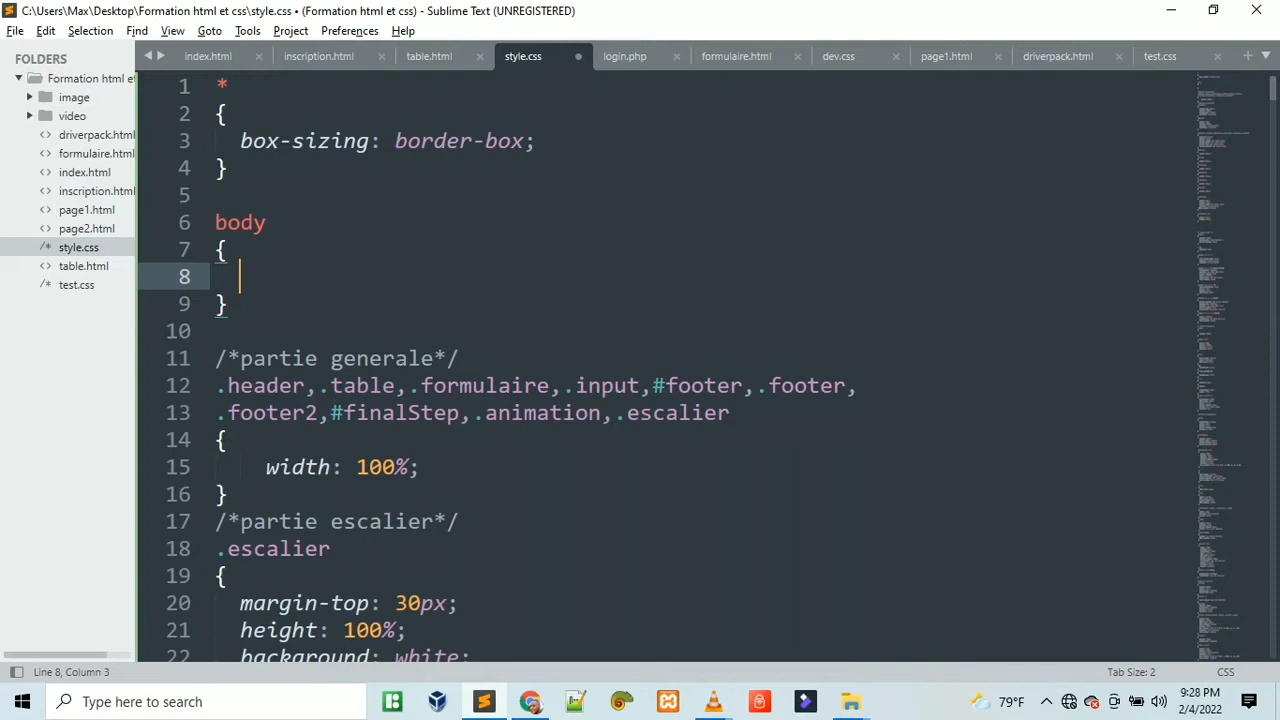 C:\Users\Max\Desktop\Formation html et css\style.css • (Formation html et css) - Sublime Text (UNREGISTERED)
File Edit Selection Find View Goto Tools Project Preferences Help
FOLDERS
Formation html et
image
video
driverpack.html
formulaire.html
index.html
inscription.html
page1.html
page2.html
style.css
table.html
test.css
index.html inscription.html table.html style.css login.php formulaire.html dev.css page1.html driverpack.html test.css
1 *
2 {
3 box-sizing: border-box;
4 }
5
6 body
7 {
8
9 }
10
11 /*partie generale*/
12 .header,.table,.formulaire,.input,#footer,.footer,
13 .footer2,#finalStep,.animation,.escalier
14 {
15 width: 100%;
16 }
17 /*partie escalier*/
18 .escalier
19 {
20 margin-top: 30px;
21 height: 100%;
22 background: white;
Line 8, Column 3 Tab Size: 2 CSS
Type here to search
79°F
9:28 PM
2/4/2022